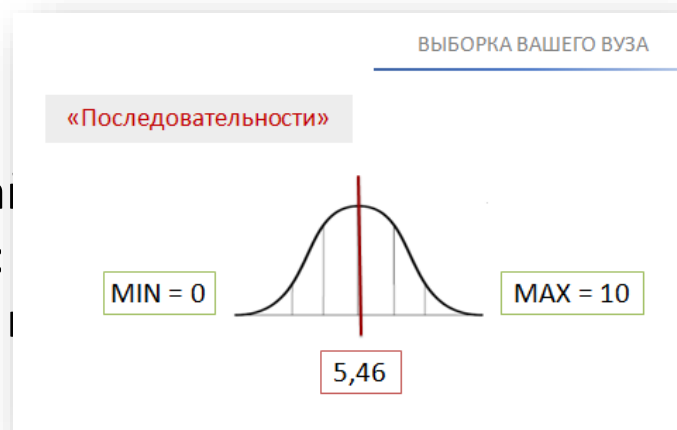 ВЫБОРКА ВАШЕГО ВУЗА
«Последовательности»
MIN = 0
MAX = 10
5,46